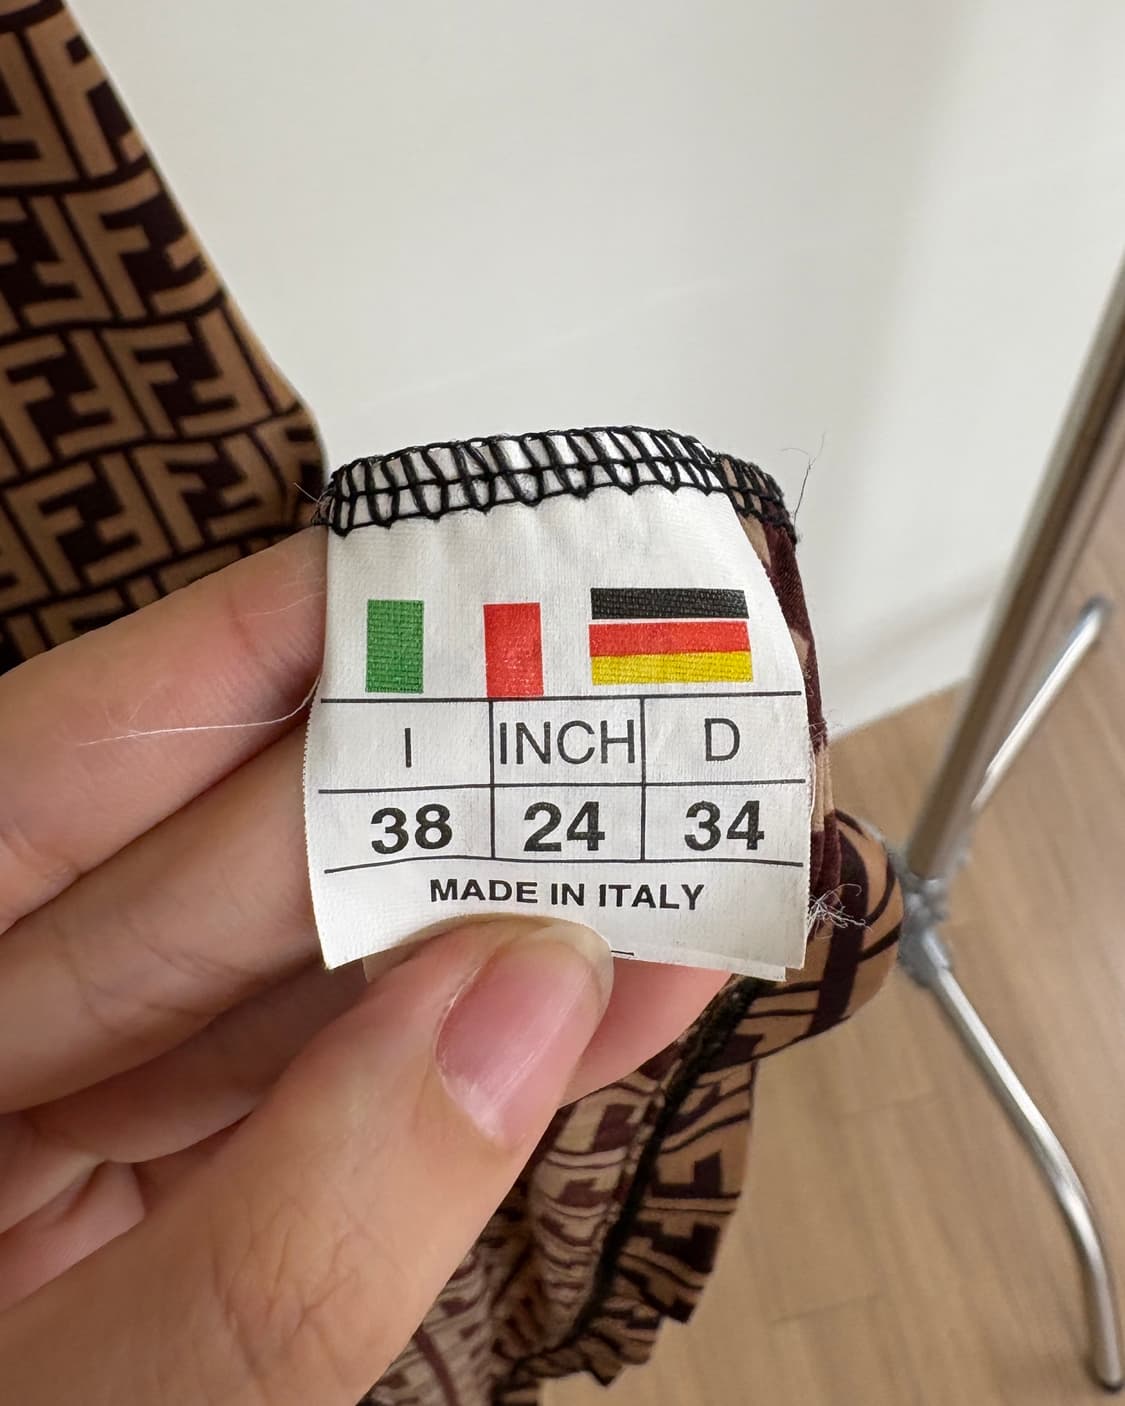 I INCH D
38 24 34
MADE IN ITALY